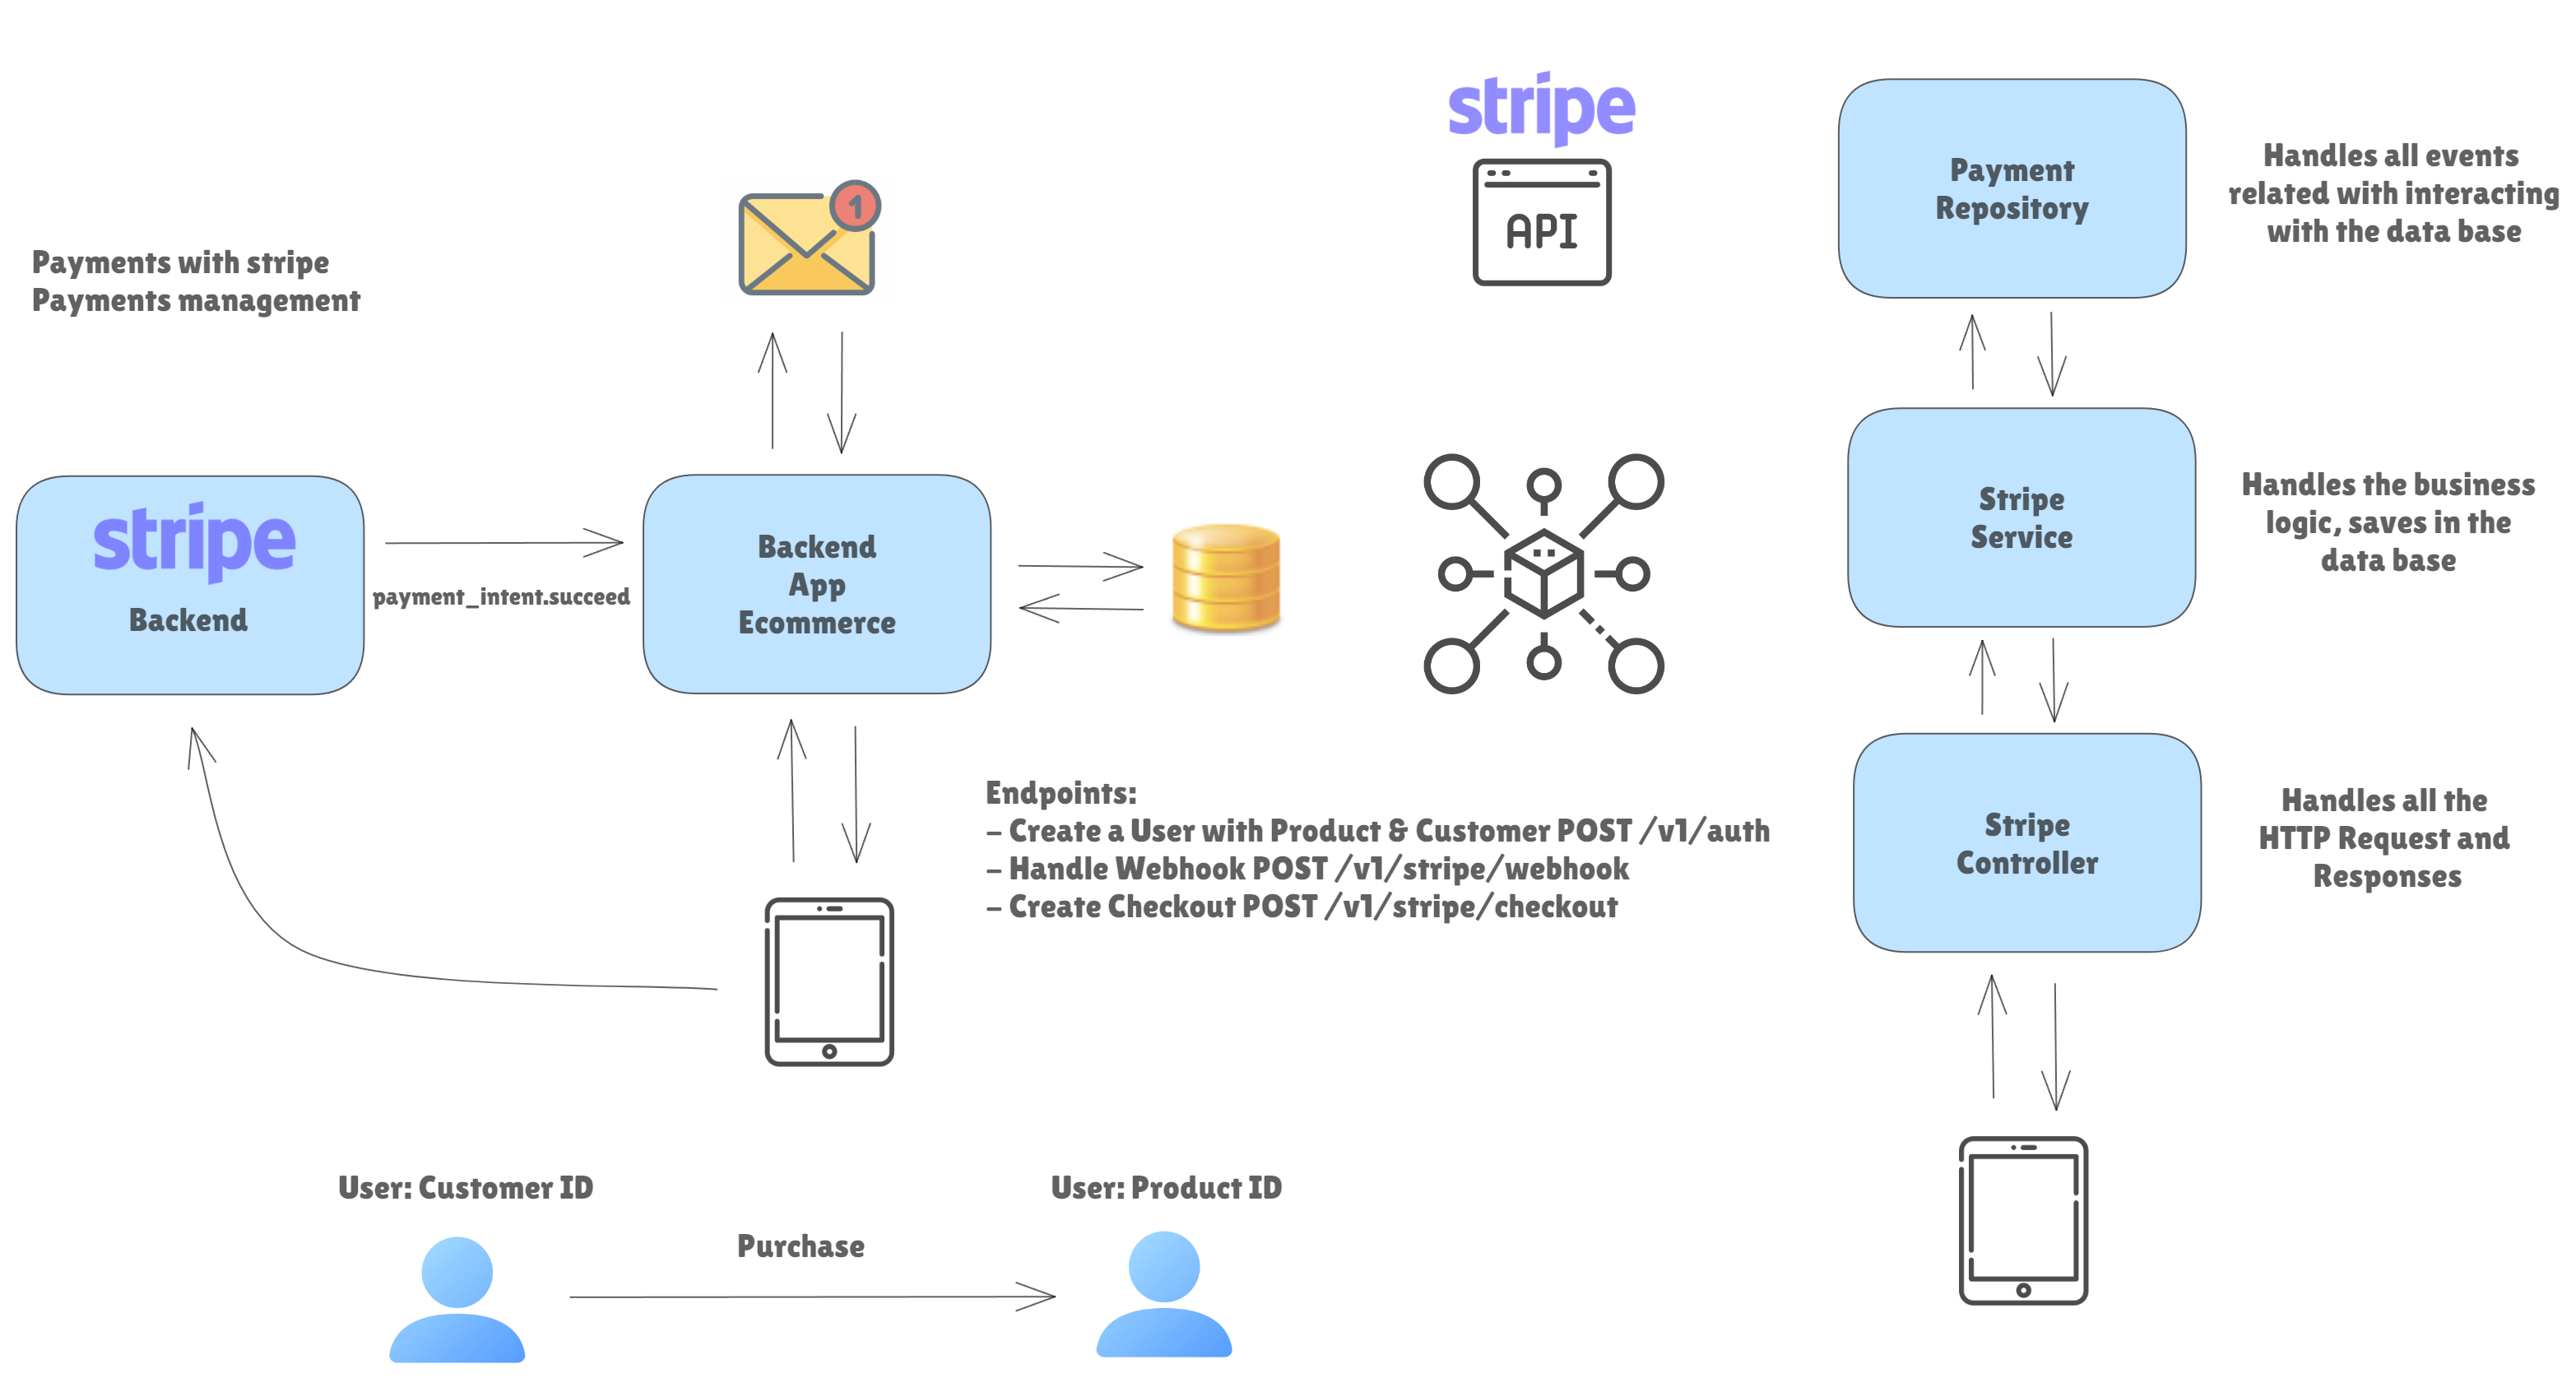 Payments with stripe
Payments management
1
stripe
Backend
payment_intent.succeed
Backend
App
Ecommerce
stripe
API
Endpoints:
– Create a User with Product & Customer POST /v1/auth
– Handle Webhook POST /v1/stripe/webhook
– Create Checkout POST /v1/stripe/checkout
User: Customer ID
Purchase
User: Product ID
Payment
Repository
Handles all events
related with interacting
with the data base
Stripe
Service
Handles the business
logic, saves in the
data base
Stripe
Controller
Handles all the
HTTP Request and
Responses